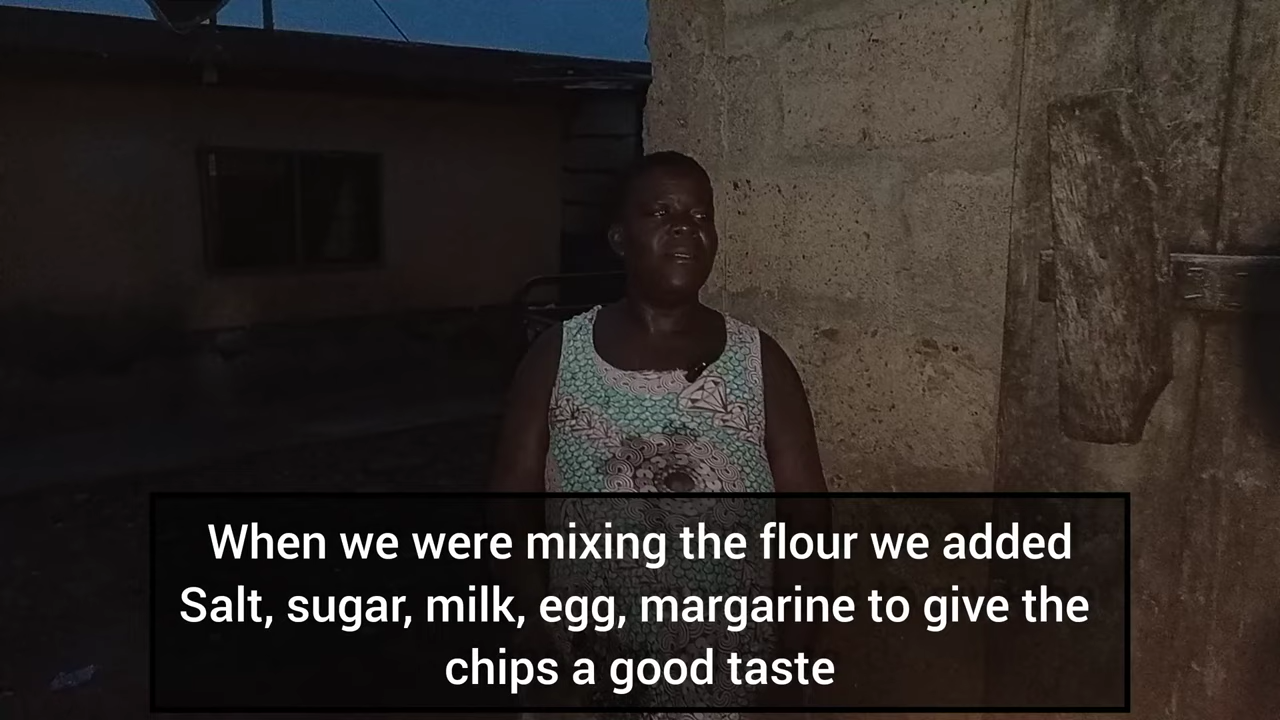 When we were mixing the flour we added
Salt, sugar, milk, egg, margarine to give the
chips a good taste